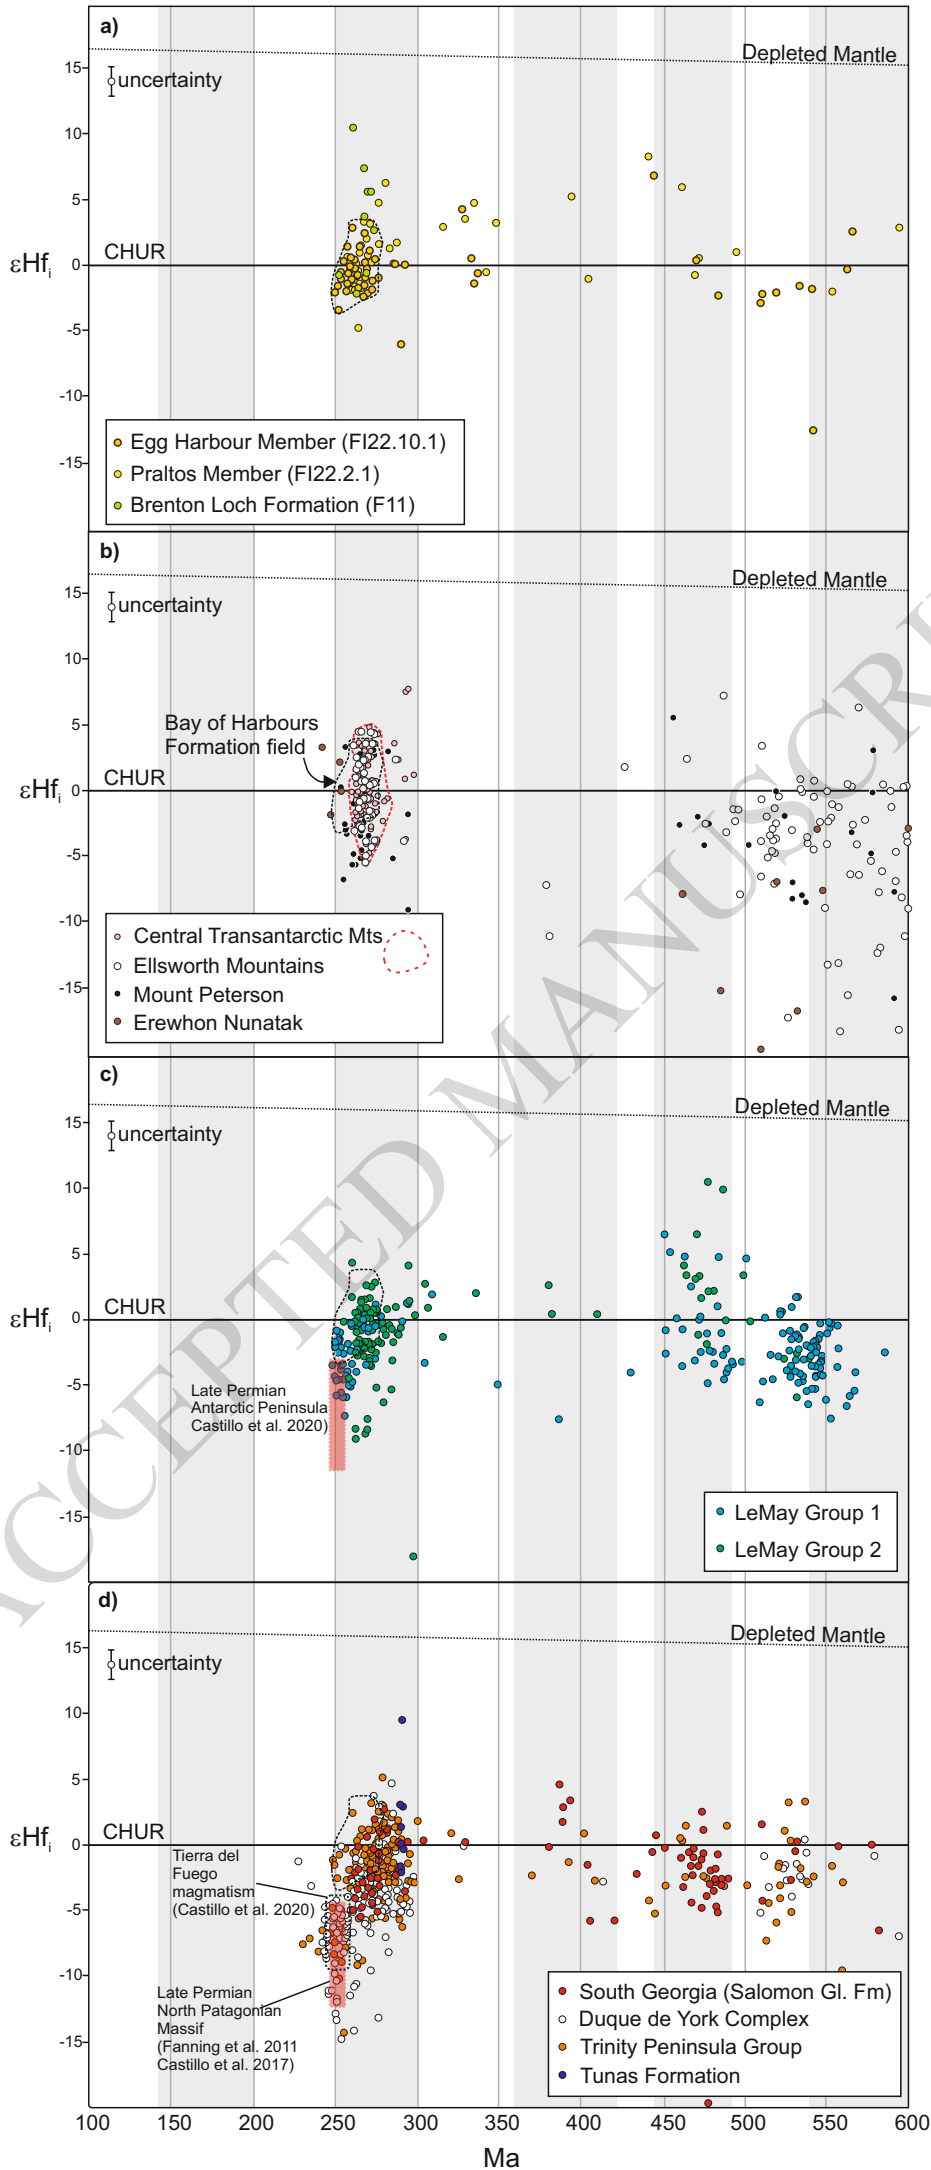 a)
Depleted Mantle
15
uncertainty
10
5
CHUR
εHfi
0
-5
-10
Egg Harbour Member (FI22.10.1)
-15
Praltos Member (FI22.2.1)
Brenton Loch Formation (F11)
b)
Depleted Mantle
15
uncertainty
10
Bay of Harbours
5
Formation field
CHUR
εHfi
0
-5
-10
Central Transantarctic Mts
Ellsworth Mountains
-15
Mount Peterson
Erewhon Nunatak
c)
Depleted Mantle
15
uncertainty
10
5
CHUR
εHfi
0
-5
Late Permian
Antarctic Peninsula
Castillo et al. 2020)
-10
-15
LeMay Group 1
LeMay Group 2
d)
Depleted Mantle
15
uncertainty
10
5
CHUR
εHfi
0
Tierra del
Fuego
magmatism
(Castillo et al. 2020)
-5
-10
Late Permian
North Patagonian
Massif
(Fanning et al. 2011
Castillo et al. 2017)
-15
South Georgia (Salomon Gl. Fm)
Duque de York Complex
Trinity Peninsula Group
Tunas Formation
100 150 200 250 300 350 400 450 500 550 600
Ma
ACCEPTED MANUSCRI